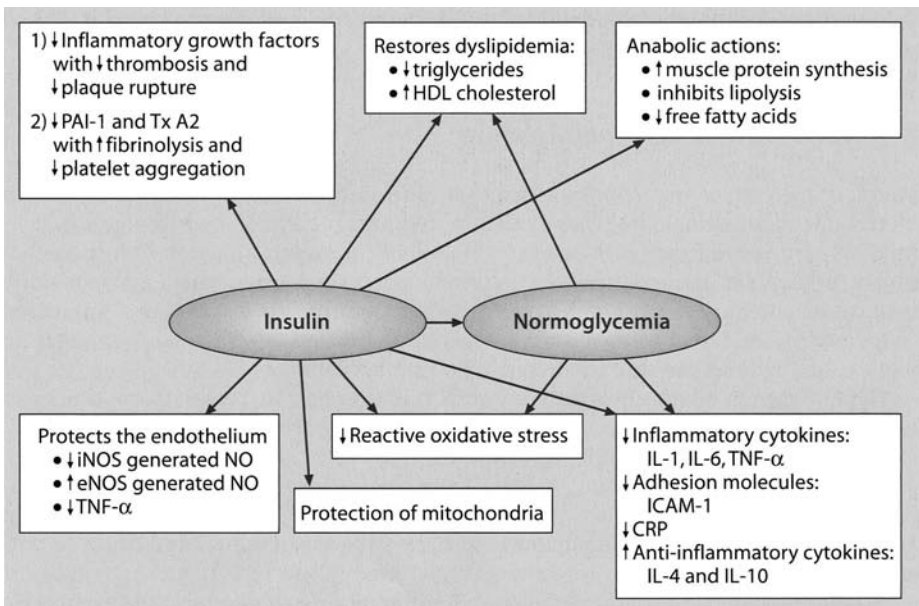 1) ↓Inflammatory growth factors
with ↓thrombosis and
↓plaque rupture
2) ↓PAI-1 and Tx A2
with ↑fibrinolysis and
↓platelet aggregation
Restores dyslipidemia:
• ↓triglycerides
• ↑HDL cholesterol
Anabolic actions:
• ↑muscle protein synthesis
• inhibits lipolysis
• ↓free fatty acids
Insulin
Normoglycemia
Protects the endothelium
• ↓iNOS generated NO
• ↑eNOS generated NO
• ↓TNF-α
Protection of mitochondria
↓Reactive oxidative stress
↓Inflammatory cytokines:
IL-1, IL-6, TNF-α
↓Adhesion molecules:
ICAM-1
↓CRP
↑Anti-inflammatory cytokines:
IL-4 and IL-10